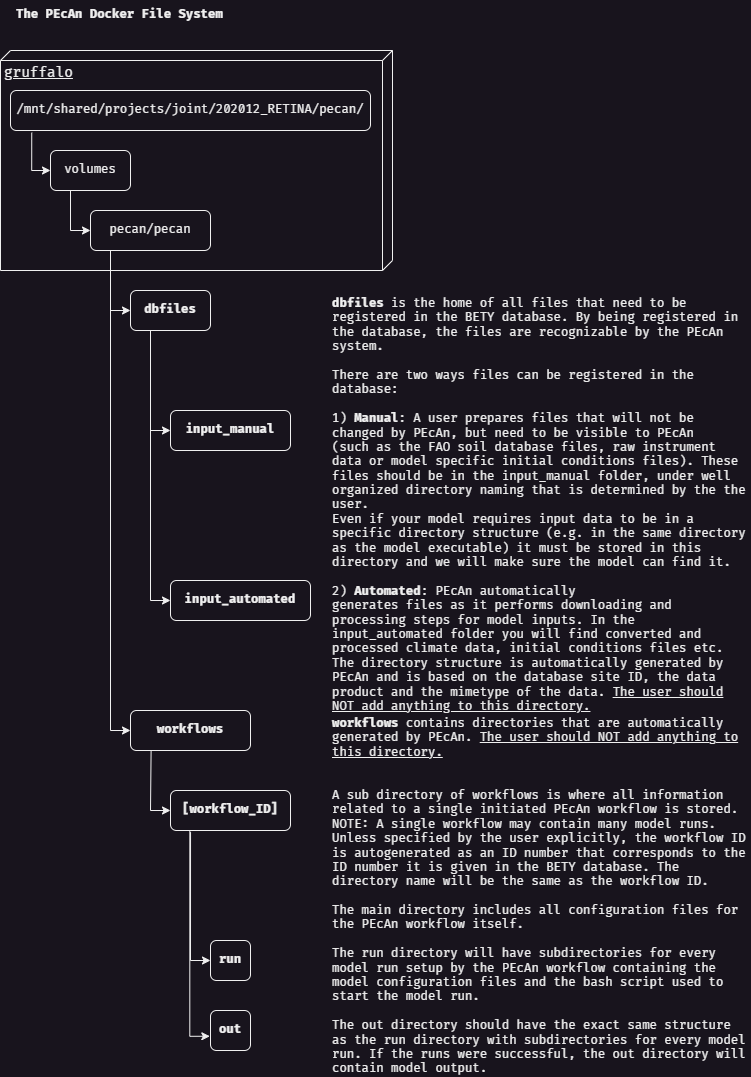 The PEcAn Docker File System
gruffalo
/mnt/shared/projects/joint/202012_RETINA/pecan/
volumes
pecan/pecan
dbfiles
dbfiles is the home of all files that need to be
registered in the BETY database. By being registered in
the database, the files are recognizable by the PEcAn
system.
There are two ways files can be registered in the
database:
input_manual
1) Manual: A user prepares files that will not be
changed by PEcAn, but need to be visible to PEcAn
(such as the FAO soil database files, raw instrument
data or model specific initial conditions files). These
files should be in the input_manual folder, under well
organized directory naming that is determined by the the
user.
Even if your model requires input data to be in a
specific directory structure (e.g. in the same directory
as the model executable) it must be stored in this
directory and we will make sure the model can find it.
input_automated
2) Automated: PEcAn automatically
generates files as it performs downloading and
processing steps for model inputs. In the
input_automated folder you will find converted and
processed climate data, initial conditions files etc.
The directory structure is automatically generated by
PEcAn and is based on the database site ID, the data
product and the mimetype of the data. The user should
NOT add anything to this directory.
workflows
workflows contains directories that are automatically
generated by PEcAn. The user should NOT add anything to
this directory.
[workflow_ID]
A sub directory of workflows is where all information
related to a single initiated PEcAn workflow is stored.
NOTE: A single workflow may contain many model runs.
Unless specified by the user explicitly, the workflow ID
is autogenerated as an ID number that corresponds to the
ID number it is given in the BETY database. The
directory name will be the same as the workflow ID.
The main directory includes all configuration files for
the PEcAn workflow itself.
run
The run directory will have subdirectories for every
model run setup by the PEcAn workflow containing the
model configuration files and the bash script used to
start the model run.
out
The out directory should have the exact same structure
as the run directory with subdirectories for every model
run. If the runs were successful, the out directory will
contain model output.